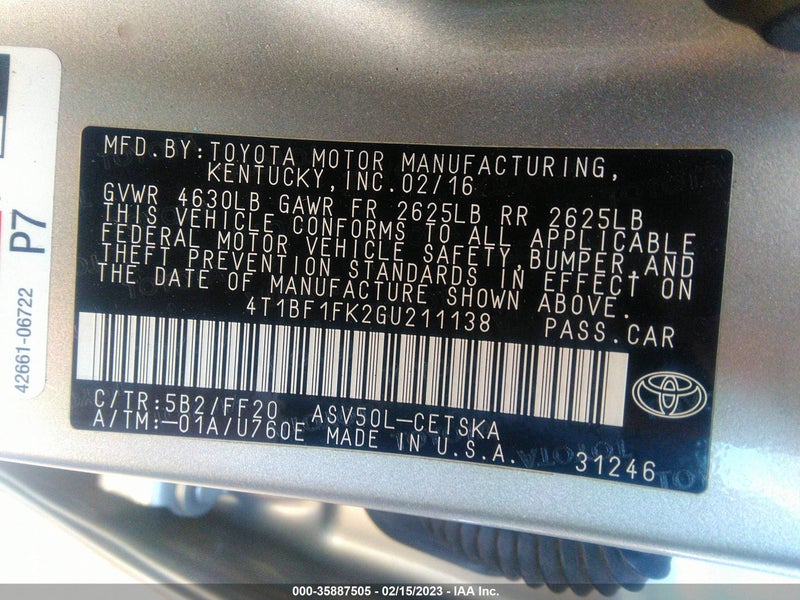 MFD.BY:TOYOTA MOTOR MANUFACTURING,
KENTUCKY,INC.02/16
GVWR 4630LB GAWR FR 2625LB RR 2625LB
THIS VEHICLE CONFORMS TO ALL APPLICABLE
FEDERAL MOTOR VEHICLE SAFETY,BUMPER,AND
THEFT PREVENTION STANDARDS IN EFFECT ON
THE DATE OF MANUFACTURE SHOWN ABOVE.
4T1BF1FK2GU211138 PASS.CAR
C/TR:5B2/FF20 ASV50L-CETSKA
A/TM:-01A/U760E MADE IN U.S.A. 31246
P7
42661-06722
000-35887505 - 02/15/2023 - IAA Inc.